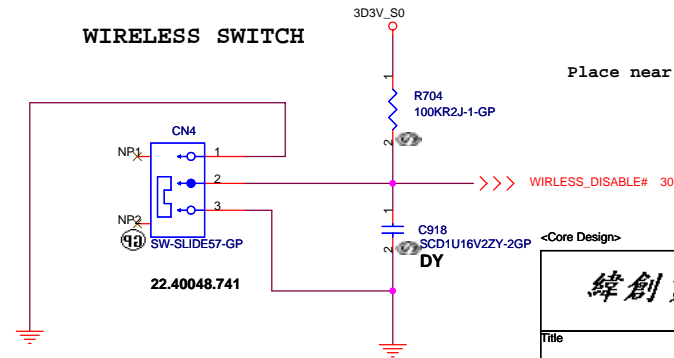 3D3V_S0
WIRELESS SWITCH
Place near
R704
100KR2J-1-GP
CN4
NP1
1
2
3
NP2
1
2
WIRLESS_DISABLE# 30
SW-SLIDE57-GP
22.40048.741
1
2
C918
SCD1U16V2ZY-2GP
DY
<Core Design>
緯創
Title